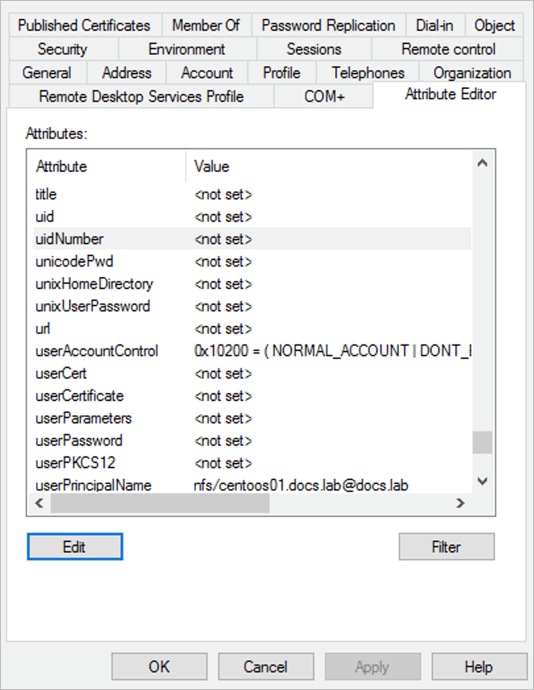 Published Certificates Member Of Password Replication Dial-in Object
Security Environment Sessions Remote control
General Address Account Profile Telephones Organization
Remote Desktop Services Profile COM+ Attribute Editor
Attributes:
Attribute Value
title <not set>
uid <not set>
uidNumber <not set>
unicodePwd <not set>
unixHomeDirectory <not set>
unixUserPassword <not set>
url <not set>
userAccountControl 0x10200 = ( NORMAL_ACCOUNT | DONT_
userCert <not set>
userCertificate <not set>
userParameters <not set>
userPassword <not set>
userPKCS12 <not set>
userPrincipalName nfs/centoos01.docs.lab@docs.lab
Edit Filter
OK Cancel Apply Help